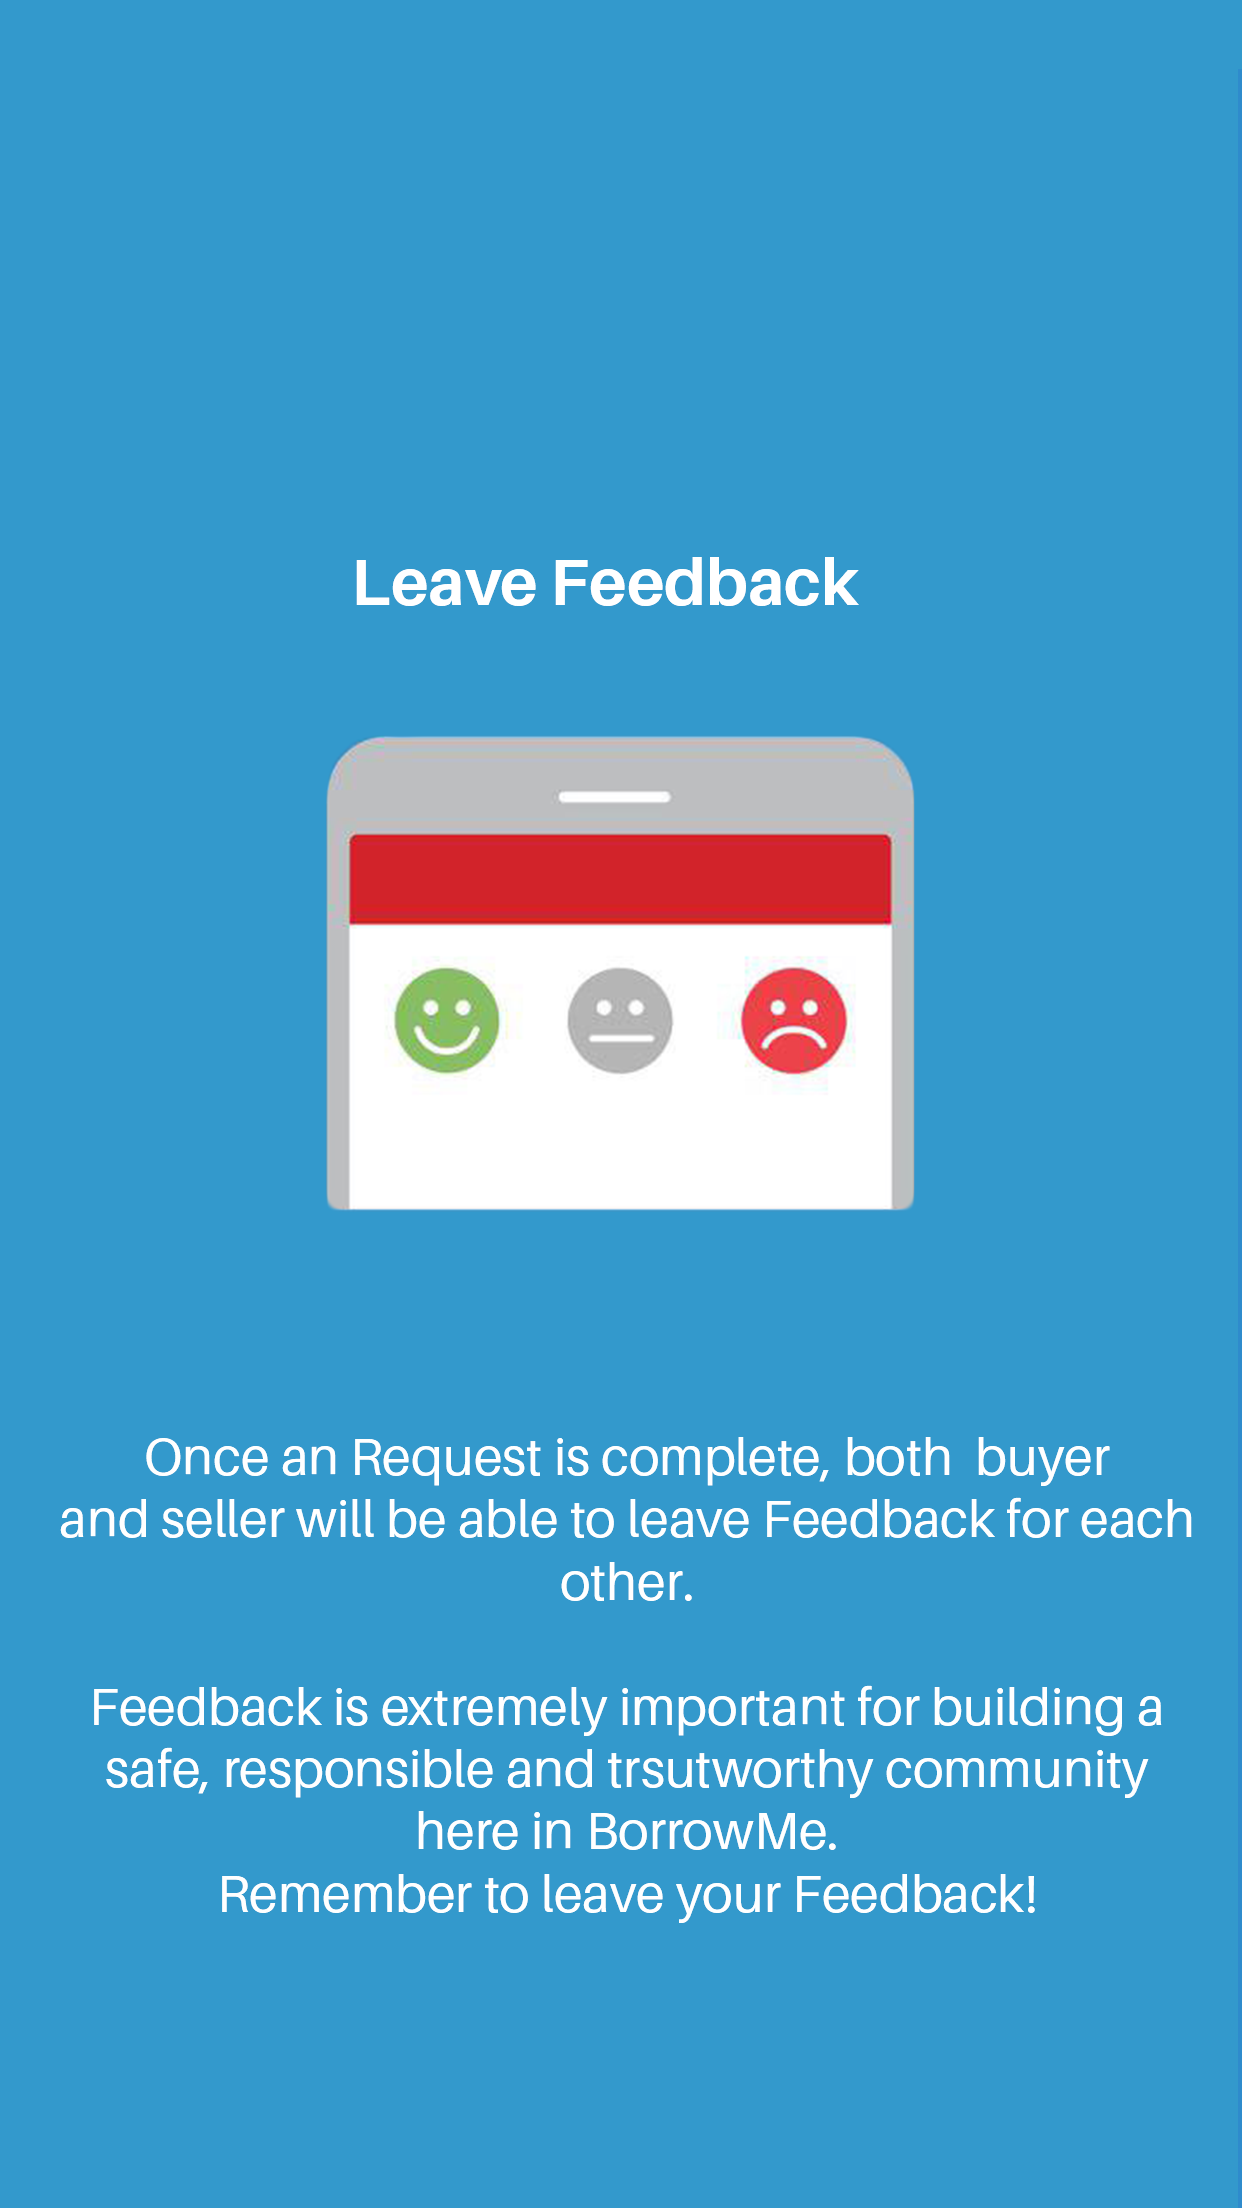 Leave Feedback
Once an Request is complete, both  buyer
and seller will be able to leave Feedback for each
other.
Feedback is extremely important for building a
safe, responsible and trsutworthy community
here in BorrowMe.
Remember to leave your Feedback!